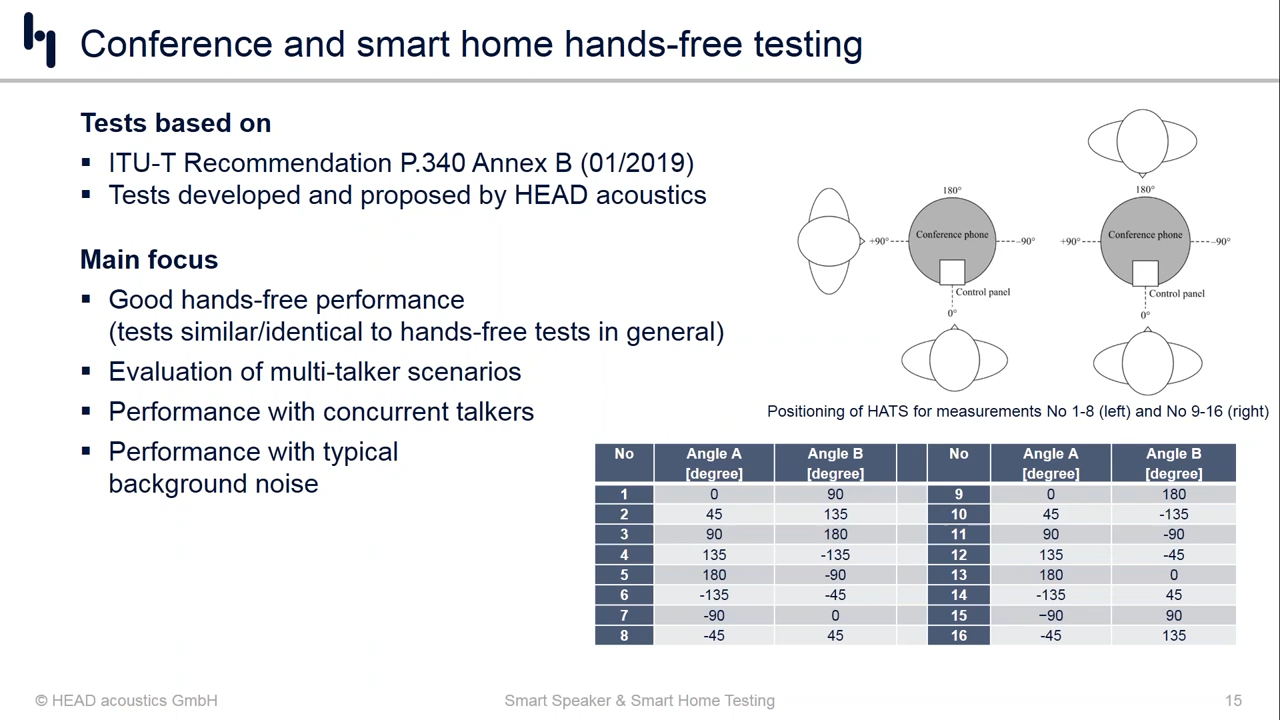 Conference and smart home hands-free testing
Tests based on
▪ ITU-T Recommendation P.340 Annex B (01/2019)
▪ Tests developed and proposed by HEAD acoustics
Main focus
▪ Good hands-free performance
(tests similar/identical to hands-free tests in general)
▪ Evaluation of multi-talker scenarios
▪ Performance with concurrent talkers
▪ Performance with typical
background noise
180°
+90°
Conference phone
–90°
Control panel
0°
180°
+90°
Conference phone
–90°
Control panel
0°
Positioning of HATS for measurements No 1-8 (left) and No 9-16 (right)
No Angle A Angle B No Angle A Angle B
[degree] [degree] [degree] [degree]
1 0 90 9 0 180
2 45 135 10 45 -135
3 90 180 11 90 -90
4 135 -135 12 135 -45
5 180 -90 13 180 0
6 -135 -45 14 -135 45
7 -90 0 15 −90 90
8 -45 45 16 -45 135
© HEAD acoustics GmbH
Smart Speaker & Smart Home Testing
15